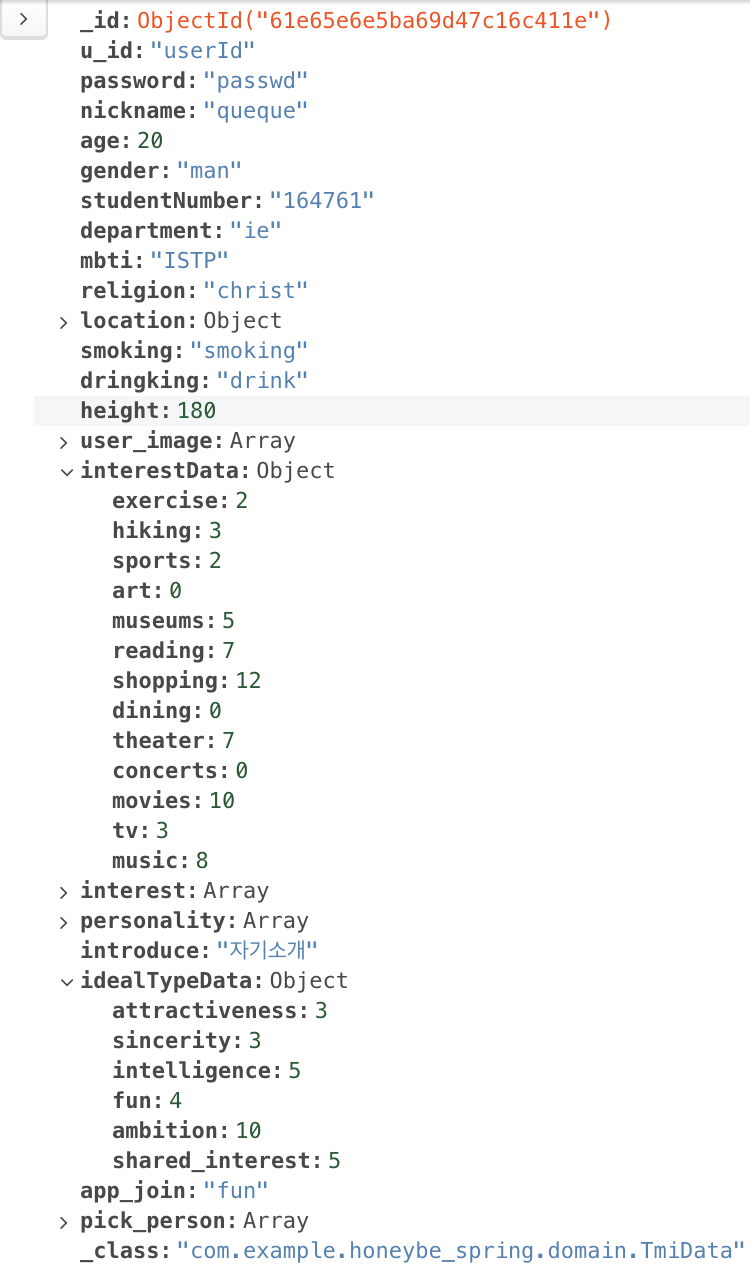 _id: ObjectId("61e65e6e5ba69d47c16c411e")
u_id: "userId"
password: "passwd"
nickname: "queque"
age: 20
gender: "man"
studentNumber: "164761"
department: "ie"
mbti: "ISTP"
religion: "christ"
location: Object
smoking: "smoking"
dringking: "drink"
height: 180
user_image: Array
interestData: Object
exercise: 2
hiking: 3
sports: 2
art: 0
museums: 5
reading: 7
shopping: 12
dining: 0
theater: 7
concerts: 0
movies: 10
tv: 3
music: 8
interest: Array
personality: Array
introduce: "자기소개"
idealTypeData: Object
attractiveness: 3
sincerity: 3
intelligence: 5
fun: 4
ambition: 10
shared_interest: 5
app_join: "fun"
pick_person: Array
_class: "com.example.honeybe_spring.domain.TmiData"